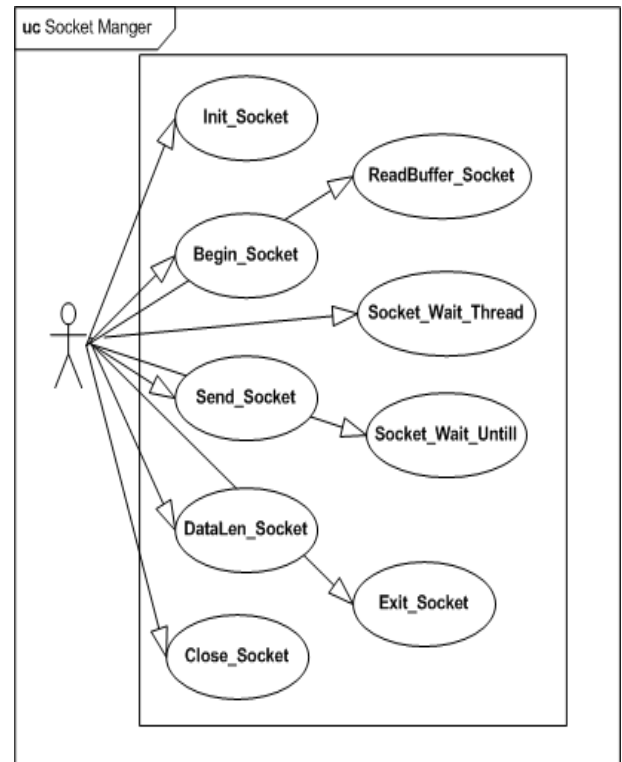 uc Socket Manger
Init_Socket
ReadBuffer_Socket
Begin_Socket
Socket_Wait_Thread
Send_Socket
Socket_Wait_Untill
DataLen_Socket
Exit_Socket
Close_Socket